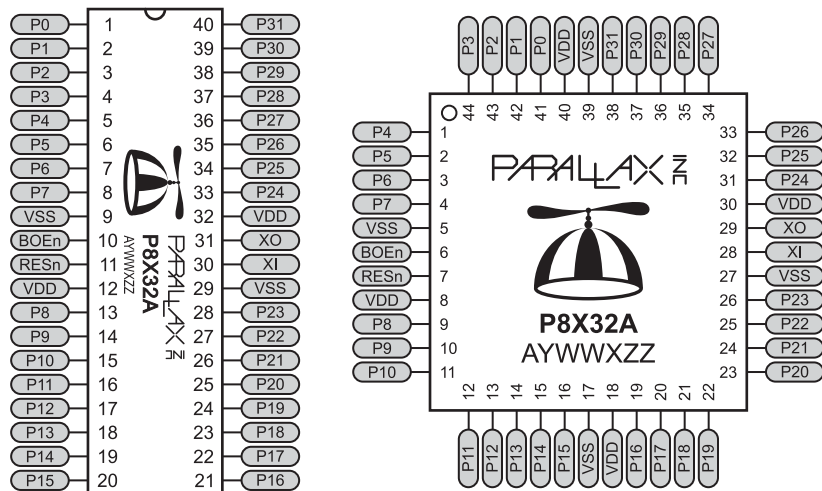 P0 1 40 P31
P1 2 39 P30
P2 3 38 P29
P3 4 37 P28
P4 5 36 P27
P5 6 35 P26
P6 7 34 P25
P7 8 33 P24
VSS 9 32 VDD
BOEn 10 31 XO
RESn 11 30 XI
VDD 12 29 VSS
P8 13 28 P23
P9 14 27 P22
P10 15 26 P21
P11 16 25 P20
P12 17 24 P19
P13 18 23 P18
P14 19 22 P17
P15 20 21 P16
PARALLAX INC
P8X32A
AYWWXZZ
P3 P2 P1 P0 VDD VSS P31 P30 P29 P28 P27
44 43 42 41 40 39 38 37 36 35 34
P4 1 33 P26
P5 2 32 P25
P6 3 31 P24
P7 4 30 VDD
VSS 5 29 XO
BOEn 6 28 XI
RESn 7 27 VSS
VDD 8 26 P23
P8 9 25 P22
P9 10 24 P21
P10 11 23 P20
PARALLAX INC
P8X32A
AYWWXZZ
12 13 14 15 16 17 18 19 20 21 22
P11 P12 P13 P14 P15 VSS VDD P16 P17 P18 P19